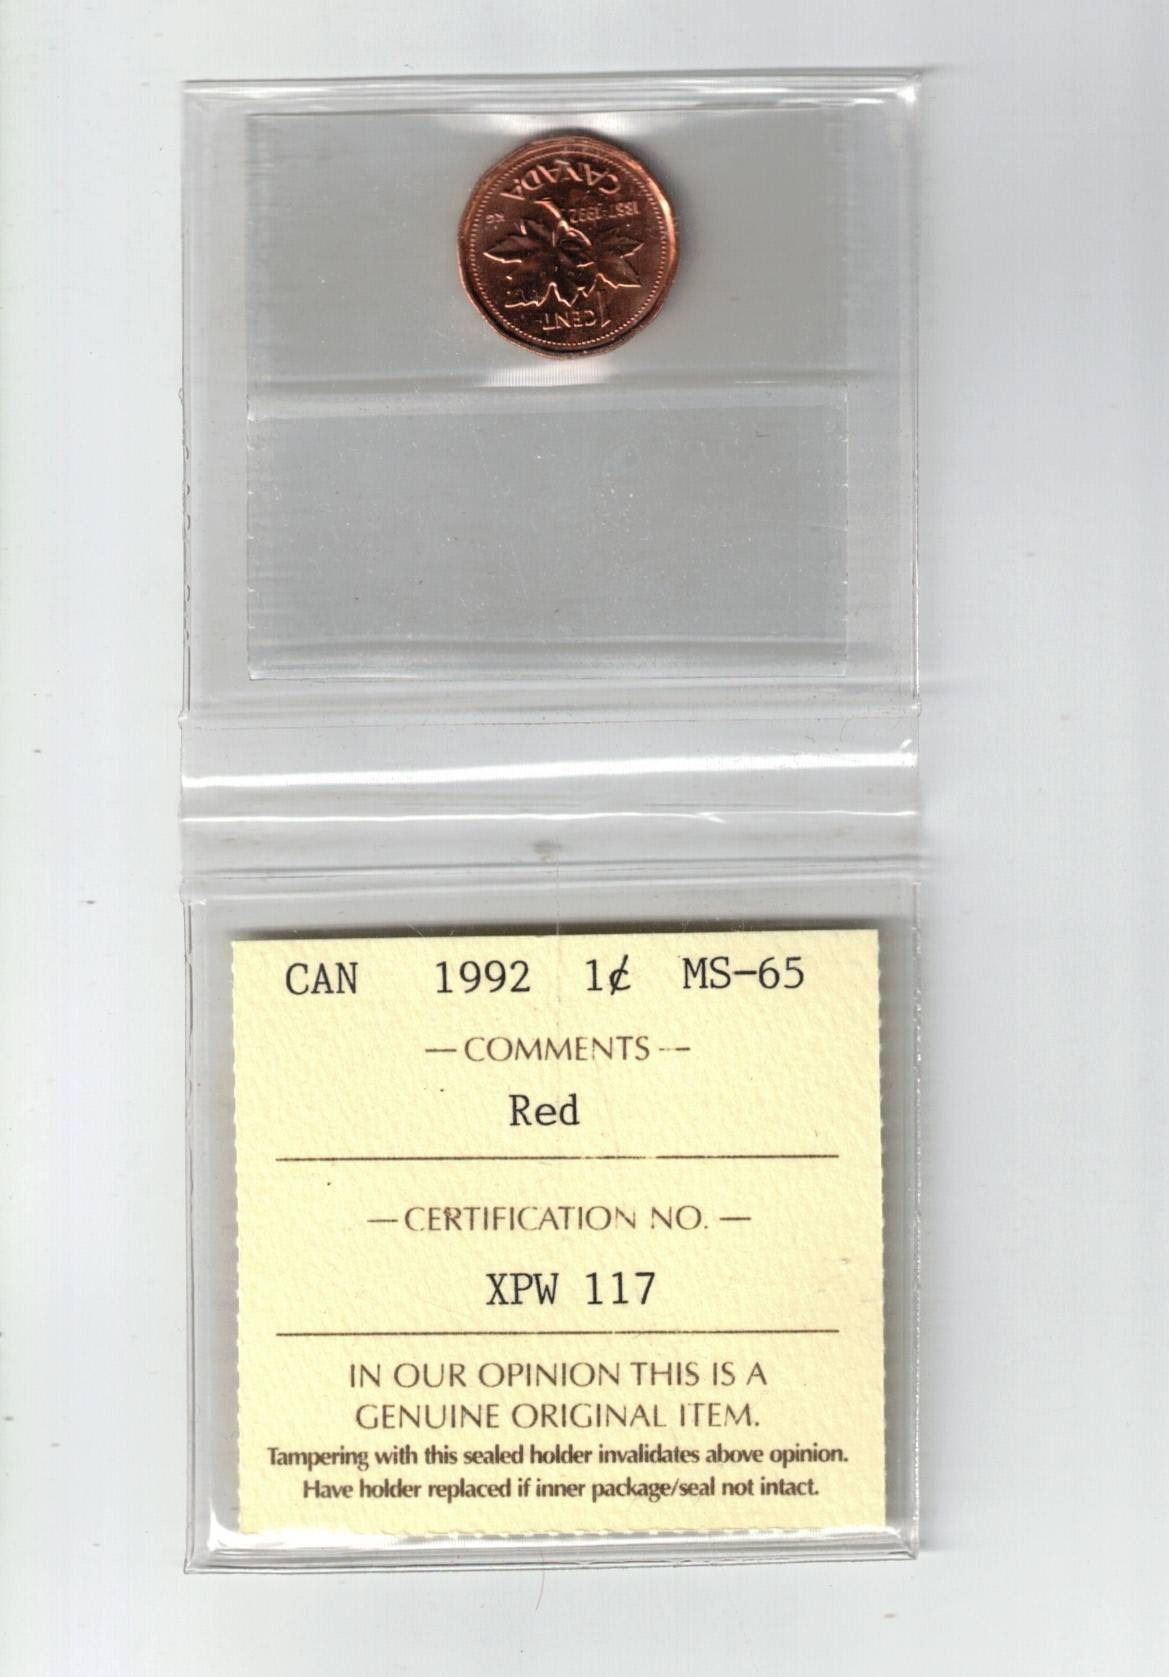 CANADA
1867-1992
KG
1 CENT
CAN 1992 1¢ MS-65
—COMMENTS—
Red
—CERTIFICATION NO.—
XPW 117
IN OUR OPINION THIS IS A
GENUINE ORIGINAL ITEM.
Tampering with this sealed holder invalidates above opinion.
Have holder replaced if inner package/seal not intact.